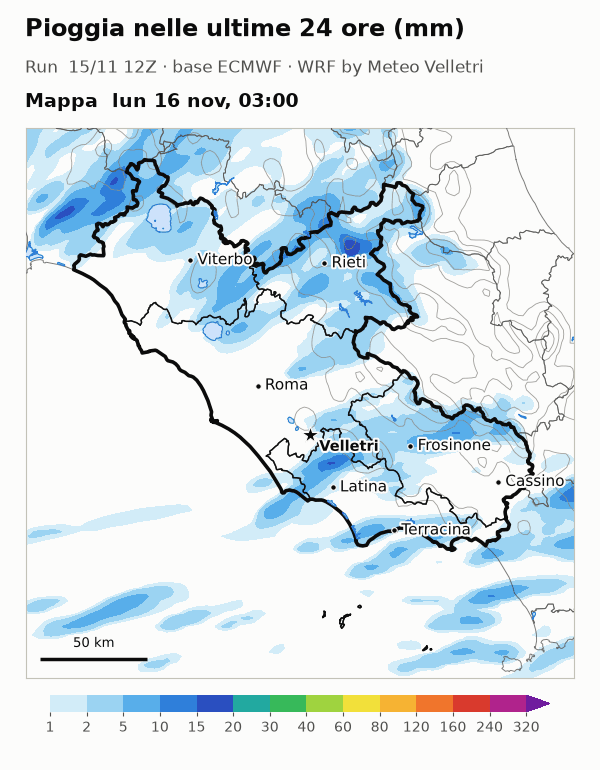 Pioggia nelle ultime 24 ore (mm)
Run  15/11 12Z · base ECMWF · WRF by Meteo Velletri
Mappa  lun 16 nov, 03:00
Viterbo
Rieti
Roma
Velletri
Frosinone
Cassino
Latina
Terracina
50 km
1 2 5 10 15 20 30 40 60 80 120 160 240 320